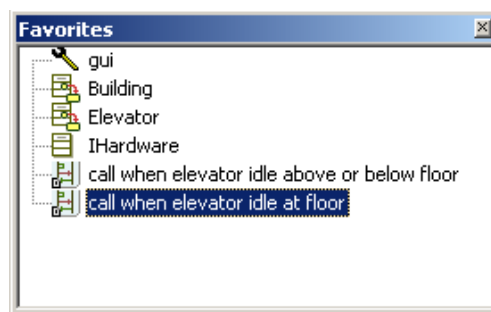 Favorites
gui
Building
Elevator
IHardware
call when elevator idle above or below floor
call when elevator idle at floor